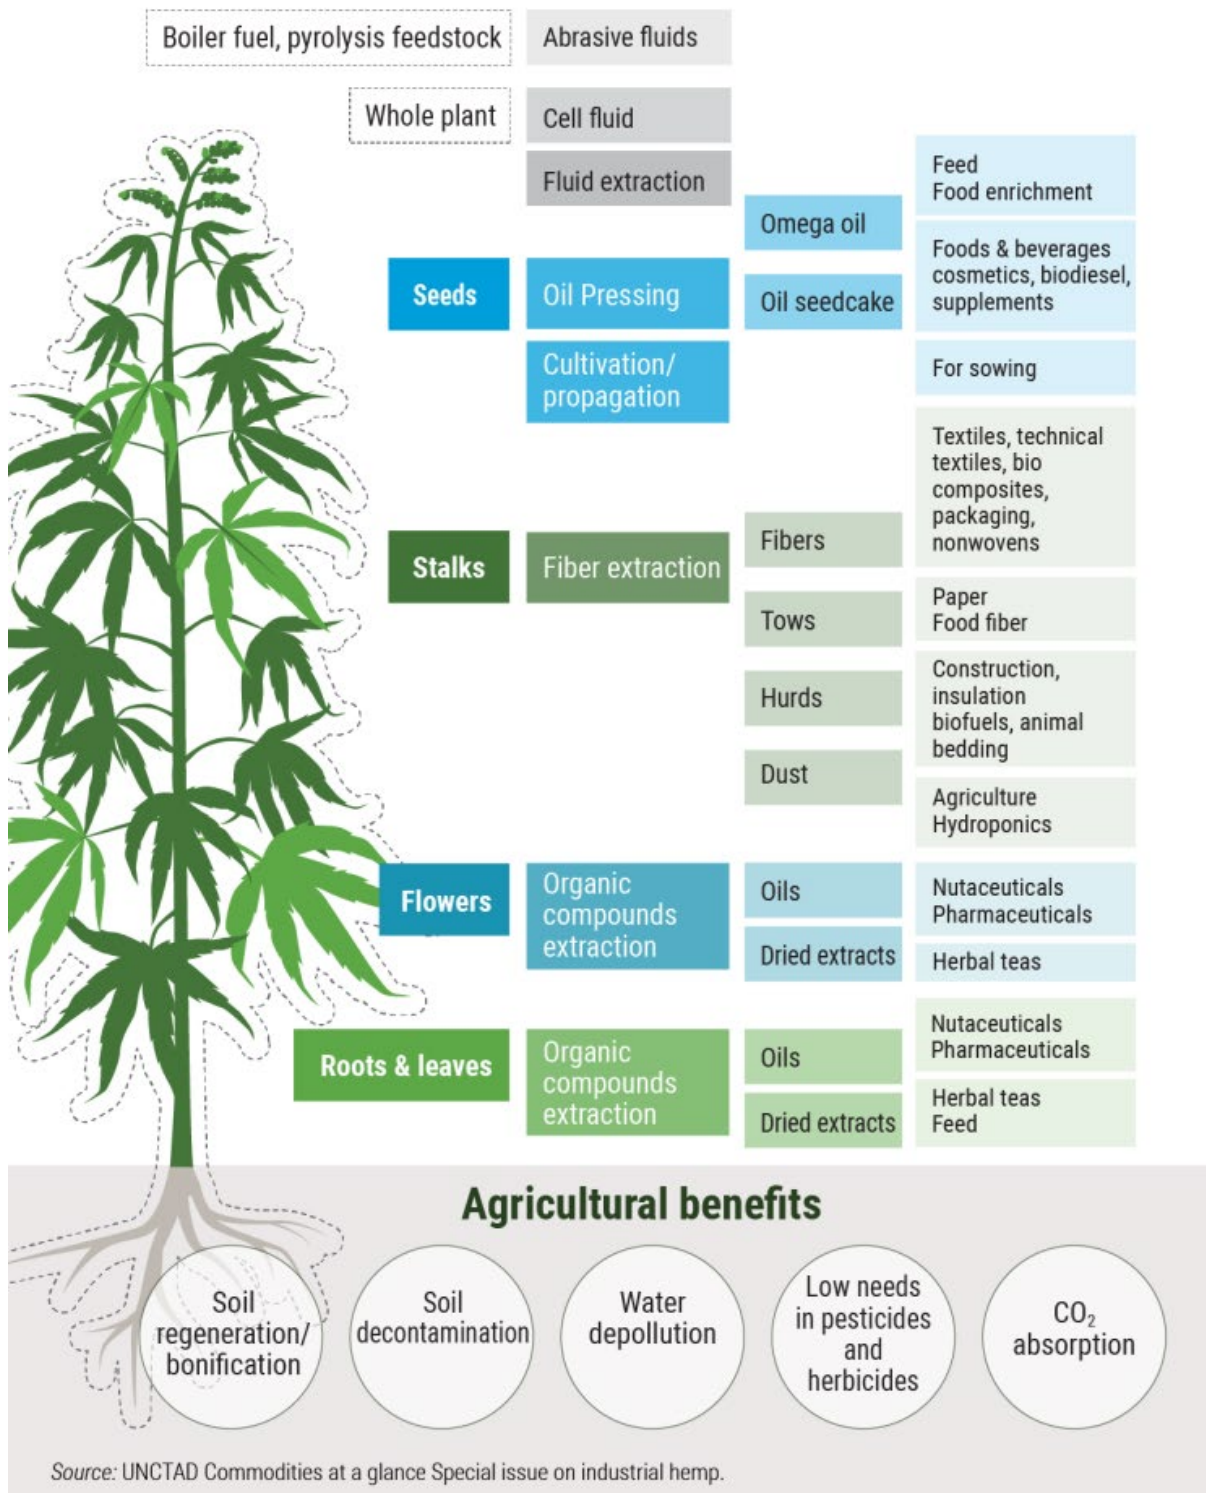 Boiler fuel, pyrolysis feedstock
Abrasive fluids
Whole plant
Cell fluid
Fluid extraction
Seeds
Oil Pressing
Cultivation/
propagation
Omega oil
Oil seedcake
Feed
Food enrichment
Foods & beverages
cosmetics, biodiesel,
supplements
For sowing
Stalks
Fiber extraction
Fibers
Tows
Hurds
Dust
Textiles, technical
textiles, bio
composites,
packaging,
nonwovens
Paper
Food fiber
Construction,
insulation
biofuels, animal
bedding
Agriculture
Hydroponics
Flowers
Organic
compounds
extraction
Oils
Dried extracts
Nutaceuticals
Pharmaceuticals
Herbal teas
Roots & leaves
Organic
compounds
extraction
Oils
Dried extracts
Nutaceuticals
Pharmaceuticals
Herbal teas
Feed
Agricultural benefits
Soil
regeneration/
bonification
Soil
decontamination
Water
depollution
Low needs
in pesticides
and
herbicides
CO₂
absorption
Source: UNCTAD Commodities at a glance Special issue on industrial hemp.